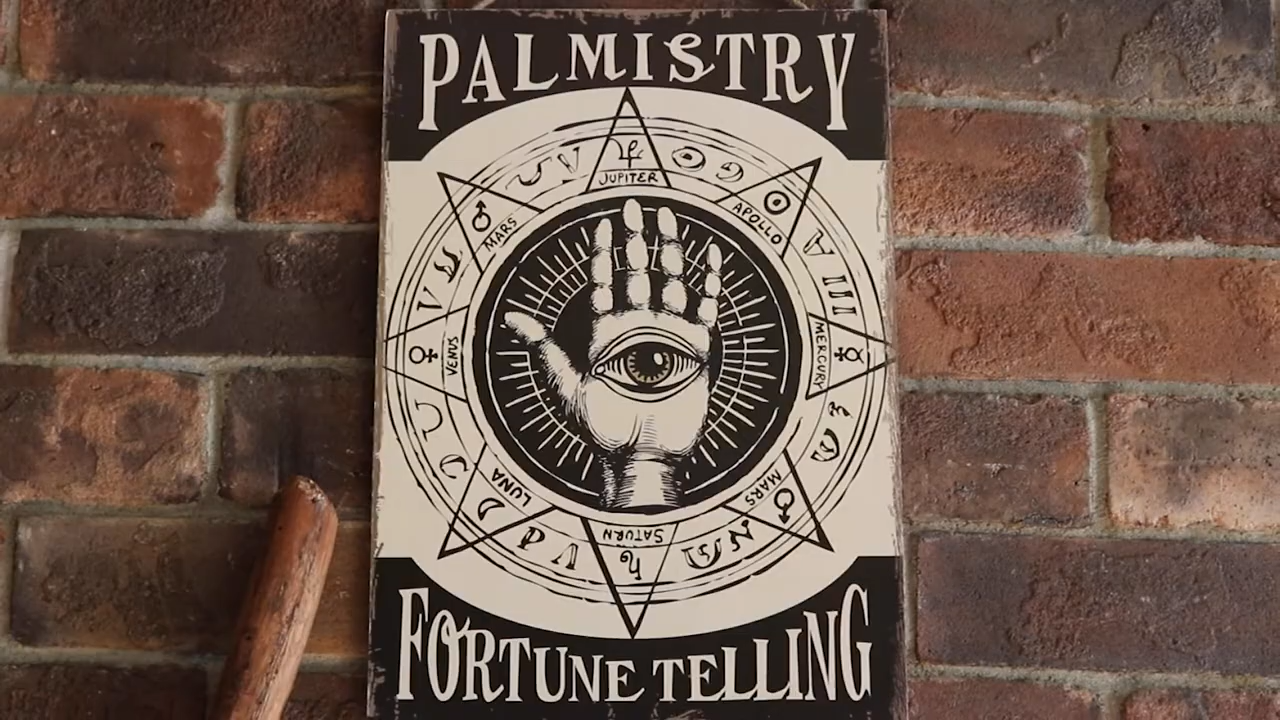 PALMISTRY
JUPITER
APOLLO
MERCURY
MARS
SATURN
LUNA
VENUS
MARS
FORTUNE TELLING